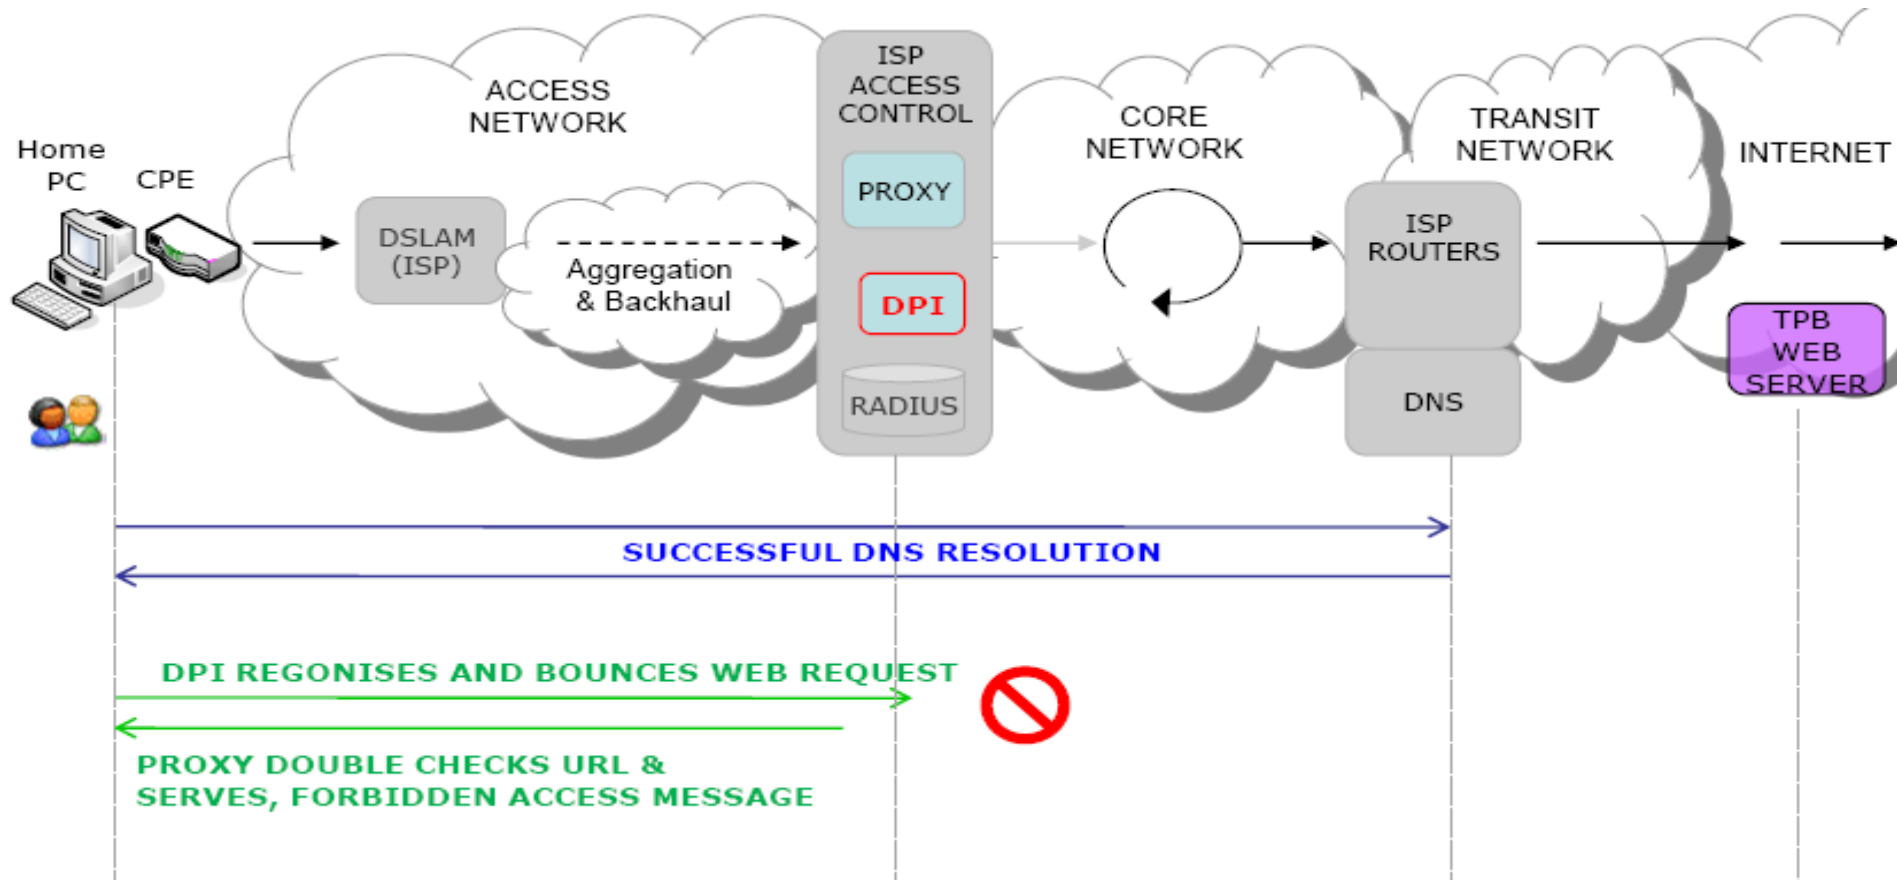 Home
PC
CPE
ACCESS
NETWORK
DSLAM
(ISP)
Aggregation
& Backhaul
ISP
ACCESS
CONTROL
PROXY
DPI
RADIUS
CORE
NETWORK
ISP
ROUTERS
DNS
TRANSIT
NETWORK
INTERNET
TPB
WEB
SERVER
SUCCESSFUL DNS RESOLUTION
DPI REGONISES AND BOUNCES WEB REQUEST
PROXY DOUBLE CHECKS URL &
SERVES, FORBIDDEN ACCESS MESSAGE